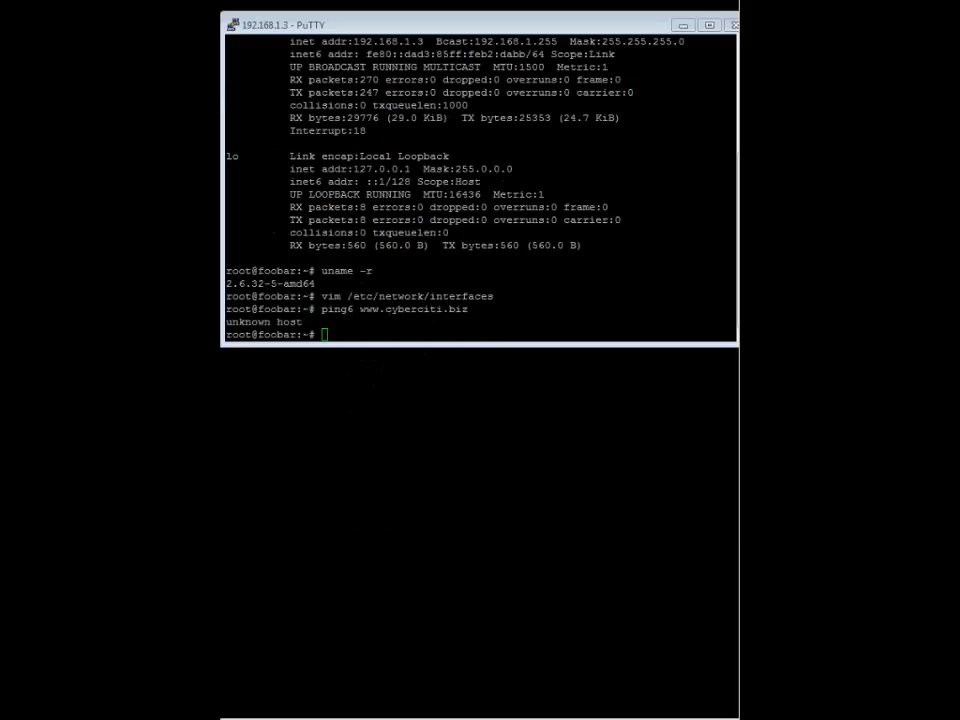 192.168.1.3 - PuTTY
inet addr:192.168.1.3  Bcast:192.168.1.255  Mask:255.255.255.0
inet6 addr: fe80::dad3:85ff:feb2:dabb/64 Scope:Link
UP BROADCAST RUNNING MULTICAST  MTU:1500  Metric:1
RX packets:270 errors:0 dropped:0 overruns:0 frame:0
TX packets:247 errors:0 dropped:0 overruns:0 carrier:0
collisions:0 txqueuelen:1000
RX bytes:29776 (29.0 KiB)  TX bytes:25353 (24.7 KiB)
Interrupt:18
lo        Link encap:Local Loopback
inet addr:127.0.0.1  Mask:255.0.0.0
inet6 addr: ::1/128 Scope:Host
UP LOOPBACK RUNNING  MTU:16436  Metric:1
RX packets:8 errors:0 dropped:0 overruns:0 frame:0
TX packets:8 errors:0 dropped:0 overruns:0 carrier:0
collisions:0 txqueuelen:0
RX bytes:560 (560.0 B)  TX bytes:560 (560.0 B)
root@foobar:~# uname -r
2.6.32-5-amd64
root@foobar:~# vim /etc/network/interfaces
root@foobar:~# ping6 www.cyberciti.biz
unknown host
root@foobar:~#